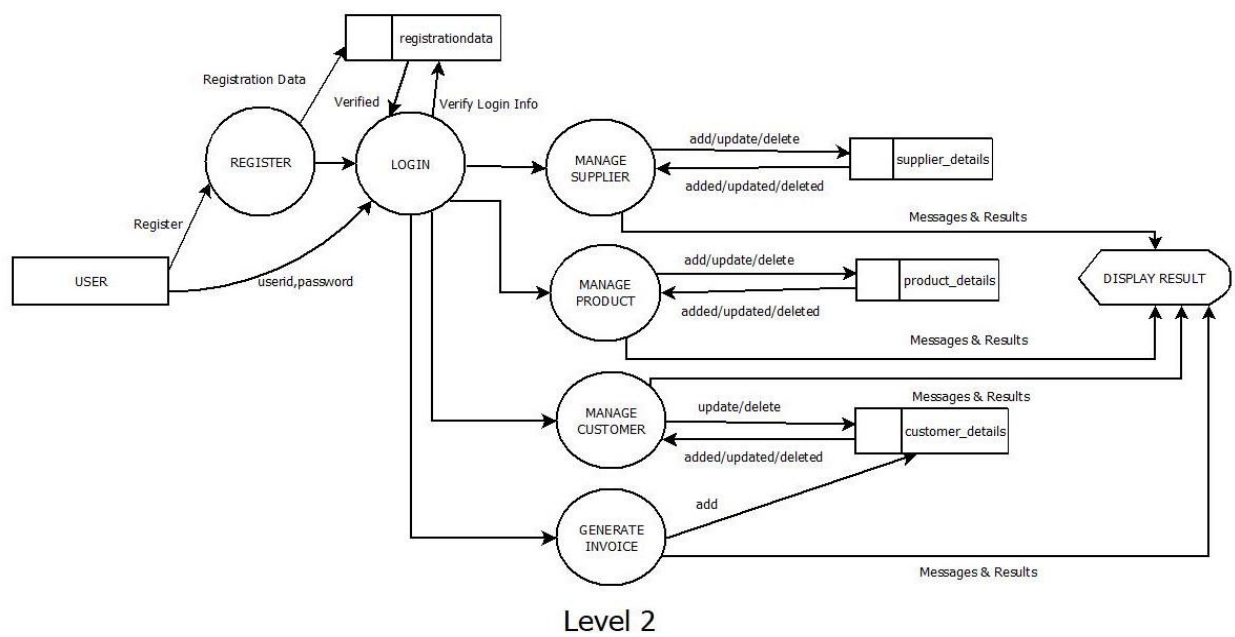 registrationdata
Registration Data
Verified
Verify Login Info
REGISTER
LOGIN
MANAGE
SUPPLIER
add/update/delete
supplier_details
added/updated/deleted
Register
Messages & Results
USER
userid,password
MANAGE
PRODUCT
add/update/delete
product_details
added/updated/deleted
DISPLAY RESULT
Messages & Results
MANAGE
CUSTOMER
update/delete
Messages & Results
customer_details
added/updated/deleted
add
GENERATE
INVOICE
Messages & Results
Level 2